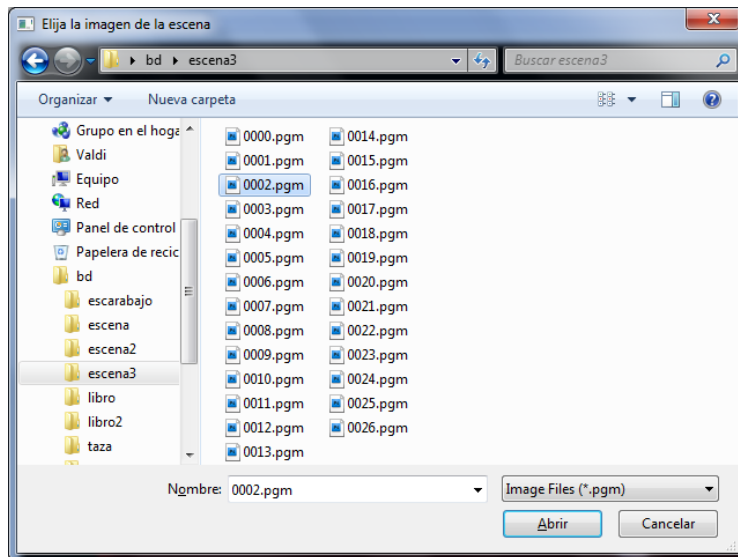 Elija la imagen de la escena
bd escena3
Buscar escena3
Organizar
Nueva carpeta
Grupo en el hoga
Valdi
Equipo
Red
Panel de control
Papelera de recic
bd
escarabajo
escena
escena2
escena3
libro
libro2
taza
0000.pgm
0001.pgm
0002.pgm
0003.pgm
0004.pgm
0005.pgm
0006.pgm
0007.pgm
0008.pgm
0009.pgm
0010.pgm
0011.pgm
0012.pgm
0013.pgm
0014.pgm
0015.pgm
0016.pgm
0017.pgm
0018.pgm
0019.pgm
0020.pgm
0021.pgm
0022.pgm
0023.pgm
0024.pgm
0025.pgm
0026.pgm
Nombre: 0002.pgm
Image Files (*.pgm)
Abrir
Cancelar